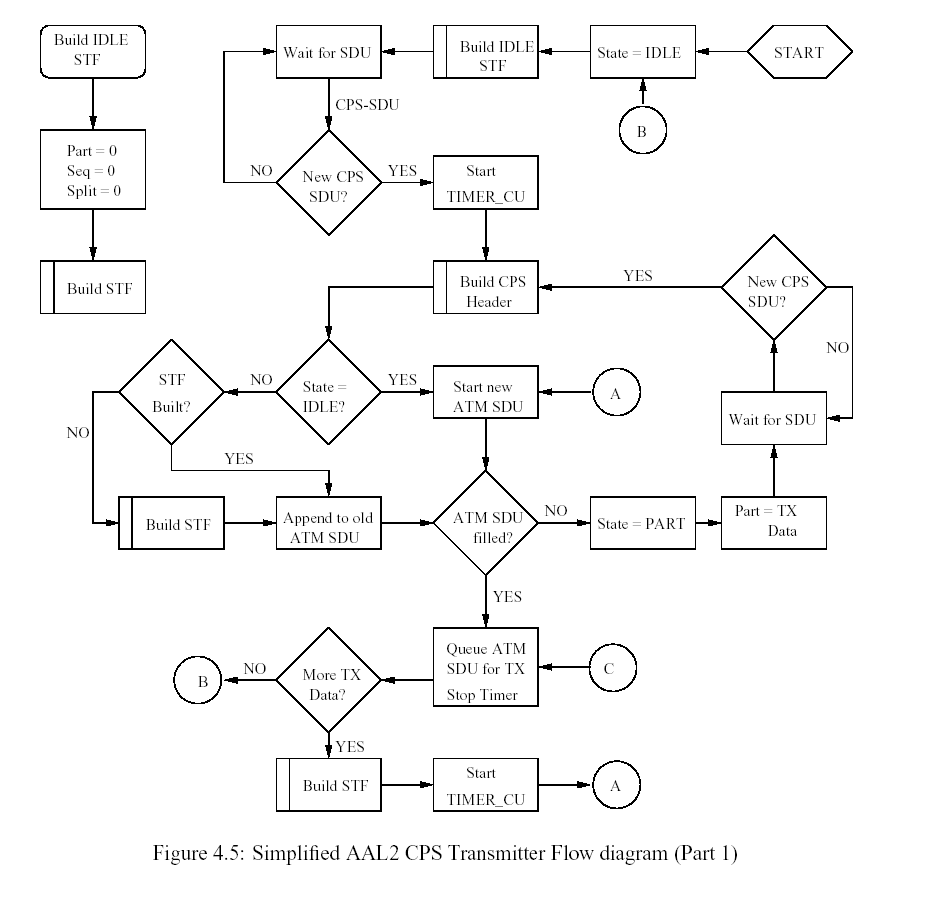 Build IDLE
STF
Wait for SDU
Build IDLE
STF
State = IDLE
START
CPS-SDU
B
Part = 0
Seq = 0
Split = 0
NO
New CPS
SDU?
YES
Start
TIMER_CU
Build STF
Build CPS
Header
YES
New CPS
SDU?
NO
STF
Built?
NO
State =
IDLE?
YES
Start new
ATM SDU
A
Wait for SDU
NO
YES
Build STF
Append to old
ATM SDU
ATM SDU
filled?
NO
State = PART
Part = TX
Data
YES
B
NO
More TX
Data?
Queue ATM
SDU for TX
Stop Timer
C
YES
Build STF
Start
TIMER_CU
A
Figure 4.5: Simplified AAL2 CPS Transmitter Flow diagram (Part 1)